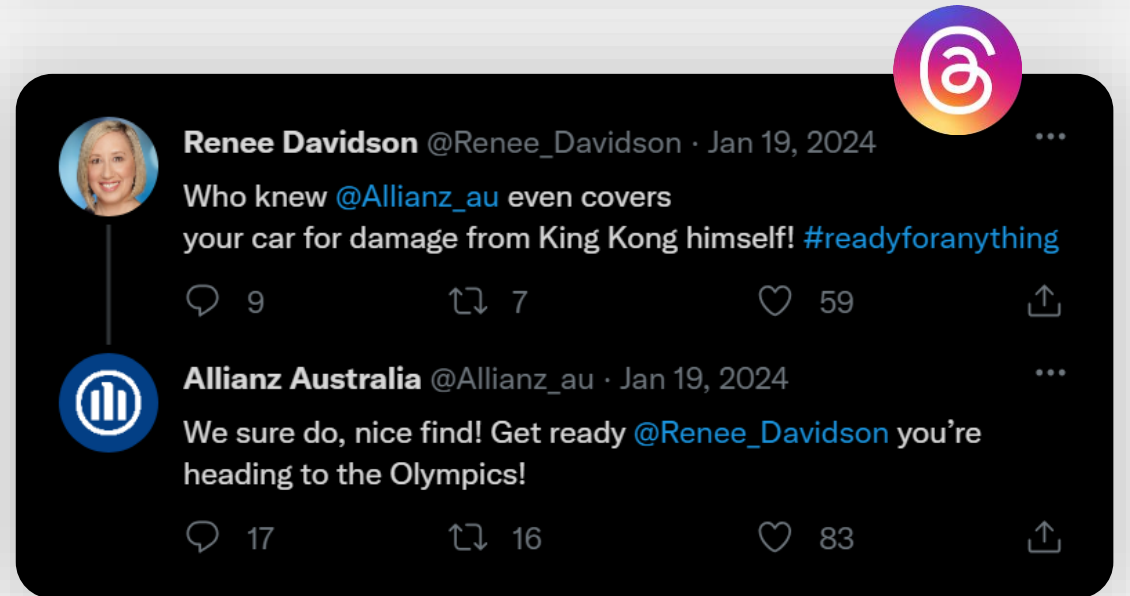 Renee Davidson @Renee_Davidson · Jan 19, 2024
Who knew @Allianz_au even covers
your car for damage from King Kong himself! #readyforanything
9 7 59
Allianz Australia @Allianz_au · Jan 19, 2024
We sure do, nice find! Get ready @Renee_Davidson you’re
heading to the Olympics!
17 16 83